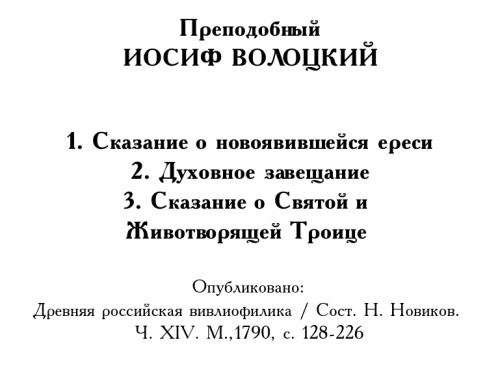 Преподобный
ИОСИФ ВОЛОЦКИЙ
1. Сказание о новоявившейся ереси
2. Духовное завещание
3. Сказание о Святой и
Животворящей Троице
Опубликовано:
Древняя российская вивлиофилика / Сост. Н. Новиков.
Ч. XIV. М.,1790, с. 128-226